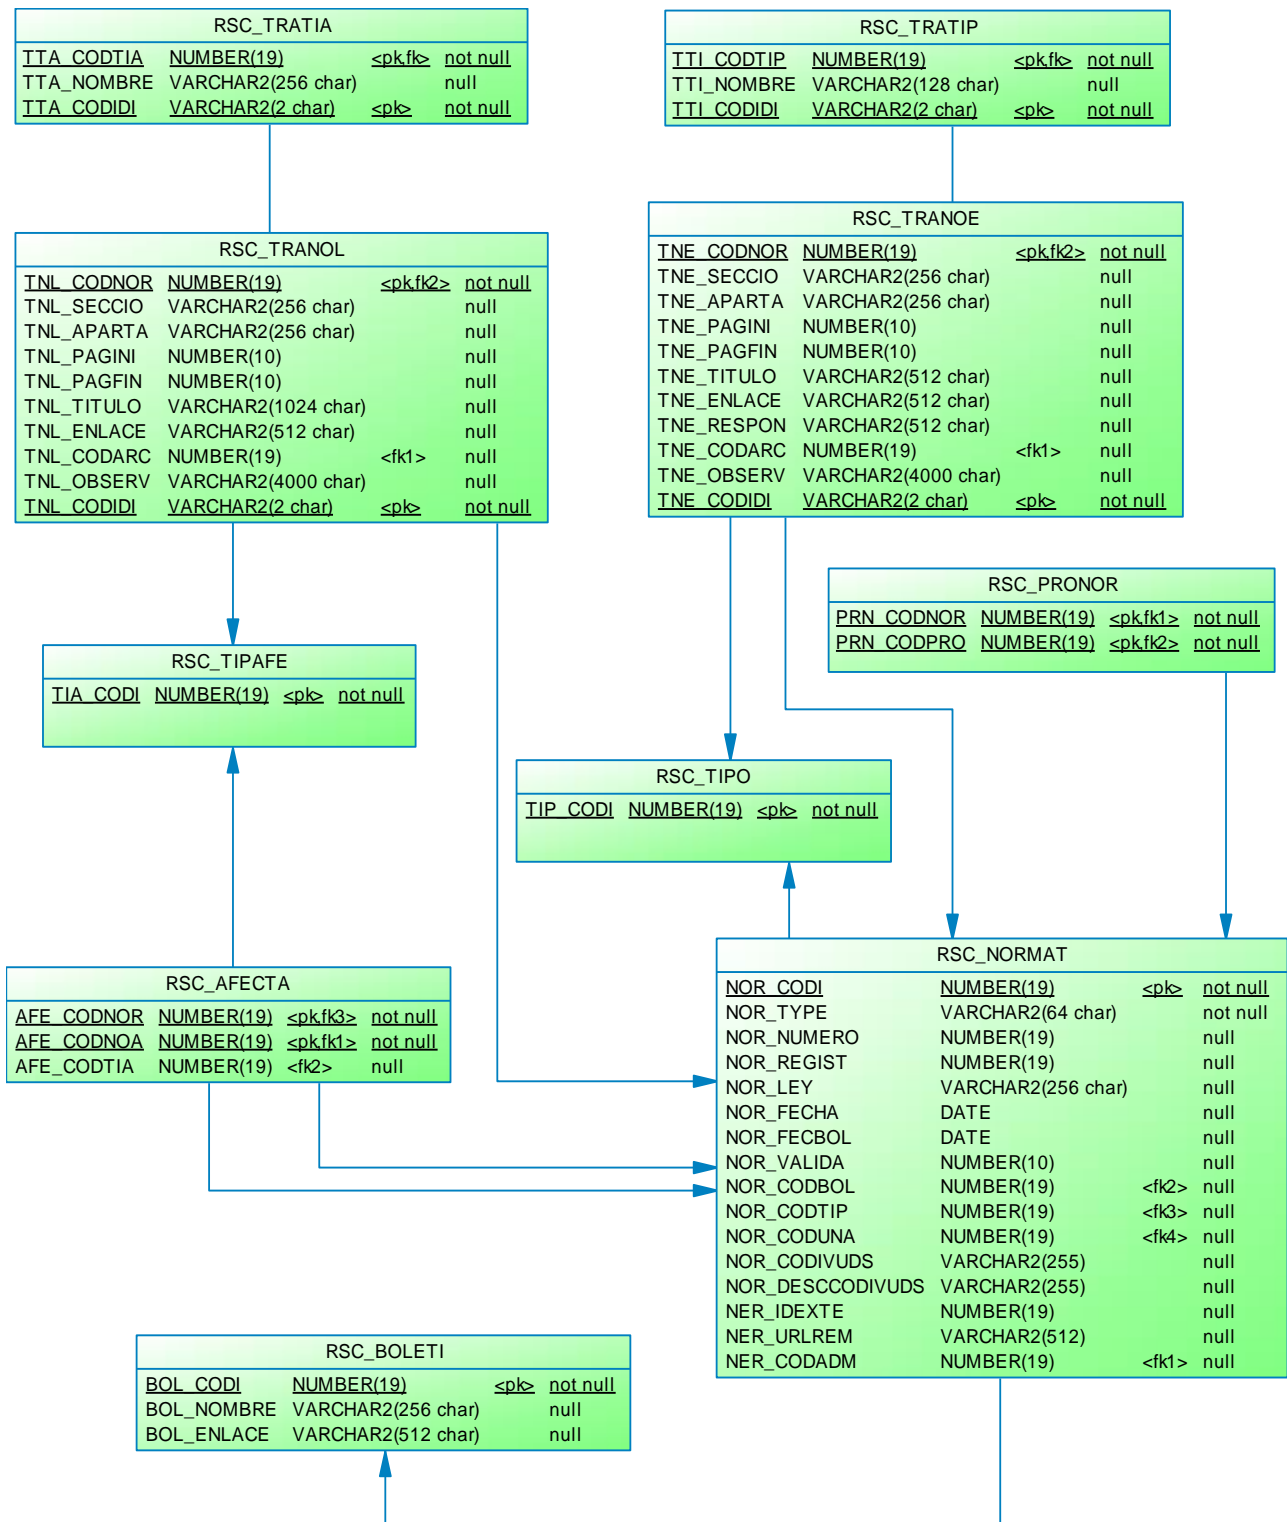 RSC_TRATIA
TTA_CODTIA NUMBER(19) <pk,fk> not null
TTA_NOMBRE VARCHAR2(256 char) null
TTA_CODIDI VARCHAR2(2 char) <pk> not null
RSC_TRATIP
TTI_CODTIP NUMBER(19) <pk,fk> not null
TTI_NOMBRE VARCHAR2(128 char) null
TTI_CODIDI VARCHAR2(2 char) <pk> not null
RSC_TRANOL
TNL_CODNOR NUMBER(19) <pk,fk2> not null
TNL_SECCIO VARCHAR2(256 char) null
TNL_APARTA VARCHAR2(256 char) null
TNL_PAGINI NUMBER(10) null
TNL_PAGFIN NUMBER(10) null
TNL_TITULO VARCHAR2(1024 char) null
TNL_ENLACE VARCHAR2(512 char) null
TNL_CODARC NUMBER(19) <fk1> null
TNL_OBSERV VARCHAR2(4000 char) null
TNL_CODIDI VARCHAR2(2 char) <pk> not null
RSC_TRANOE
TNE_CODNOR NUMBER(19) <pk,fk2> not null
TNE_SECCIO VARCHAR2(256 char) null
TNE_APARTA VARCHAR2(256 char) null
TNE_PAGINI NUMBER(10) null
TNE_PAGFIN NUMBER(10) null
TNE_TITULO VARCHAR2(512 char) null
TNE_ENLACE VARCHAR2(512 char) null
TNE_RESPON VARCHAR2(512 char) null
TNE_CODARC NUMBER(19) <fk1> null
TNE_OBSERV VARCHAR2(4000 char) null
TNE_CODIDI VARCHAR2(2 char) <pk> not null
RSC_PRONOR
PRN_CODNOR NUMBER(19) <pk,fk1> not null
PRN_CODPRO NUMBER(19) <pk,fk2> not null
RSC_TIPAFE
TIA_CODI NUMBER(19) <pk> not null
RSC_TIPO
TIP_CODI NUMBER(19) <pk> not null
RSC_AFECTA
AFE_CODNOR NUMBER(19) <pk,fk3> not null
AFE_CODNOA NUMBER(19) <pk,fk1> not null
AFE_CODTIA NUMBER(19) <fk2> null
RSC_NORMAT
NOR_CODI NUMBER(19) <pk> not null
NOR_TYPE VARCHAR2(64 char) not null
NOR_NUMERO NUMBER(19) null
NOR_REGIST NUMBER(19) null
NOR_LEY VARCHAR2(256 char) null
NOR_FECHA DATE null
NOR_FECBOL DATE null
NOR_VALIDA NUMBER(10) null
NOR_CODBOL NUMBER(19) <fk2> null
NOR_CODTIP NUMBER(19) <fk3> null
NOR_CODUNA NUMBER(19) <fk4> null
NOR_CODIVUDS VARCHAR2(255) null
NOR_DESCCODIVUDS VARCHAR2(255) null
NER_IDEXTE NUMBER(19) null
NER_URLREM VARCHAR2(512) null
NER_CODADM NUMBER(19) <fk1> null
RSC_BOLETI
BOL_CODI NUMBER(19) <pk> not null
BOL_NOMBRE VARCHAR2(256 char) null
BOL_ENLACE VARCHAR2(512 char) null